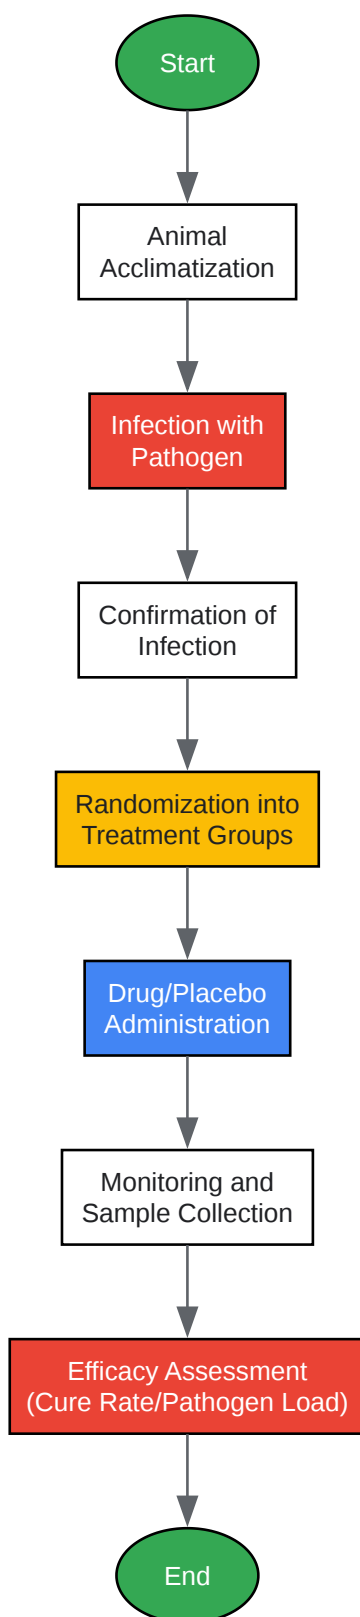 Start
Animal
Acclimatization
Infection with
Pathogen
Confirmation of
Infection
Randomization into
Treatment Groups
Drug/Placebo
Administration
Monitoring and
Sample Collection
Efficacy Assessment
(Cure Rate/Pathogen Load)
End